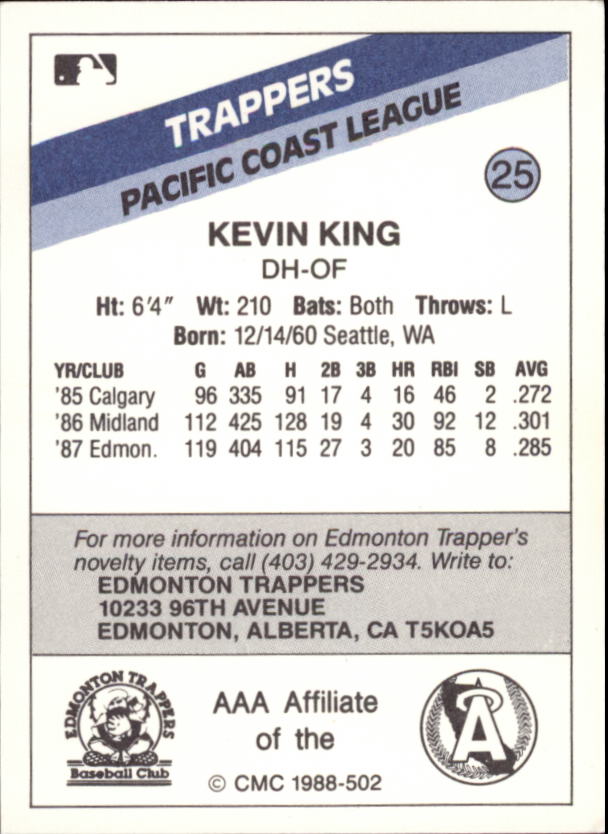 TRAPPERS
PACIFIC COAST LEAGUE
25
KEVIN KING
DH-OF
Ht: 6'4" Wt: 210 Bats: Both Throws: L
Born: 12/14/60 Seattle, WA
YR/CLUB G AB H 2B 3B HR RBI SB AVG
'85 Calgary 96 335 91 17 4 16 46 2 .272
'86 Midland 112 425 128 19 4 30 92 12 .301
'87 Edmon. 119 404 115 27 3 20 85 8 .285
For more information on Edmonton Trapper's
novelty items, call (403) 429-2934. Write to:
EDMONTON TRAPPERS
10233 96TH AVENUE
EDMONTON, ALBERTA, CA T5KOA5
EDMONTON TRAPPERS
Baseball Club
AAA Affiliate
of the
© CMC 1988-502
A